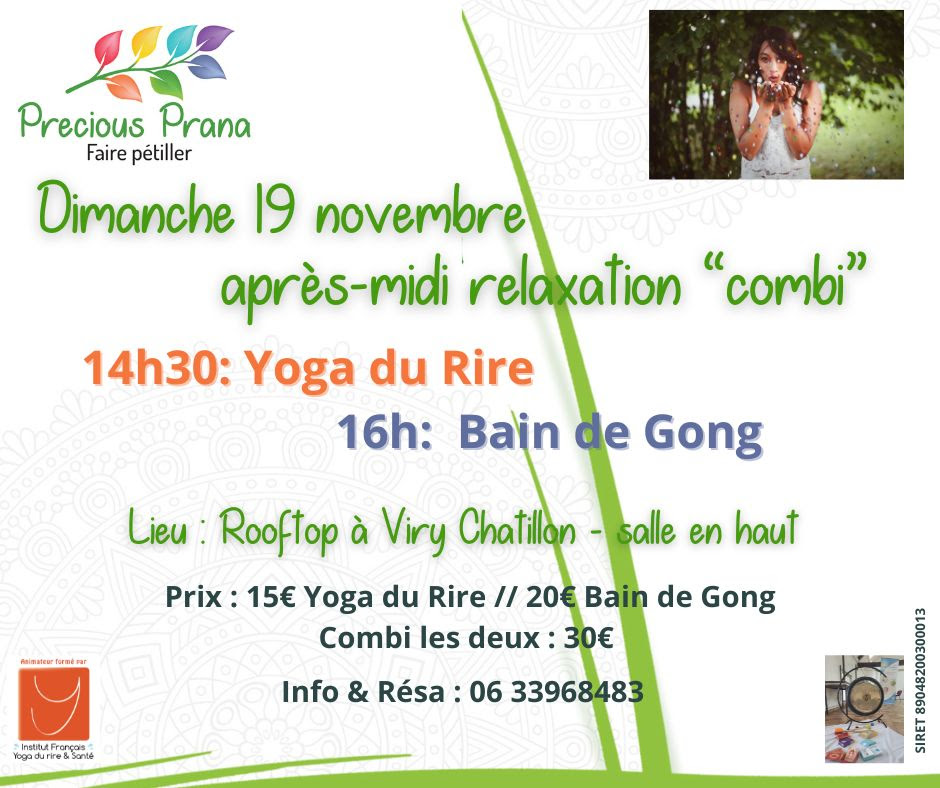 Precious Prana
Faire pétiller
Dimanche 19 novembre
après-midi relaxation “combi”
14h30: Yoga du Rire
16h: Bain de Gong
Lieu : Rooftop à Viry Chatillon - salle en haut
Prix : 15€ Yoga du Rire // 20€ Bain de Gong
Combi les deux : 30€
Info & Résa : 06 33968483
Animateur formé par
Institut Français
Yoga du rire & Santé
SIRET 89048200300013